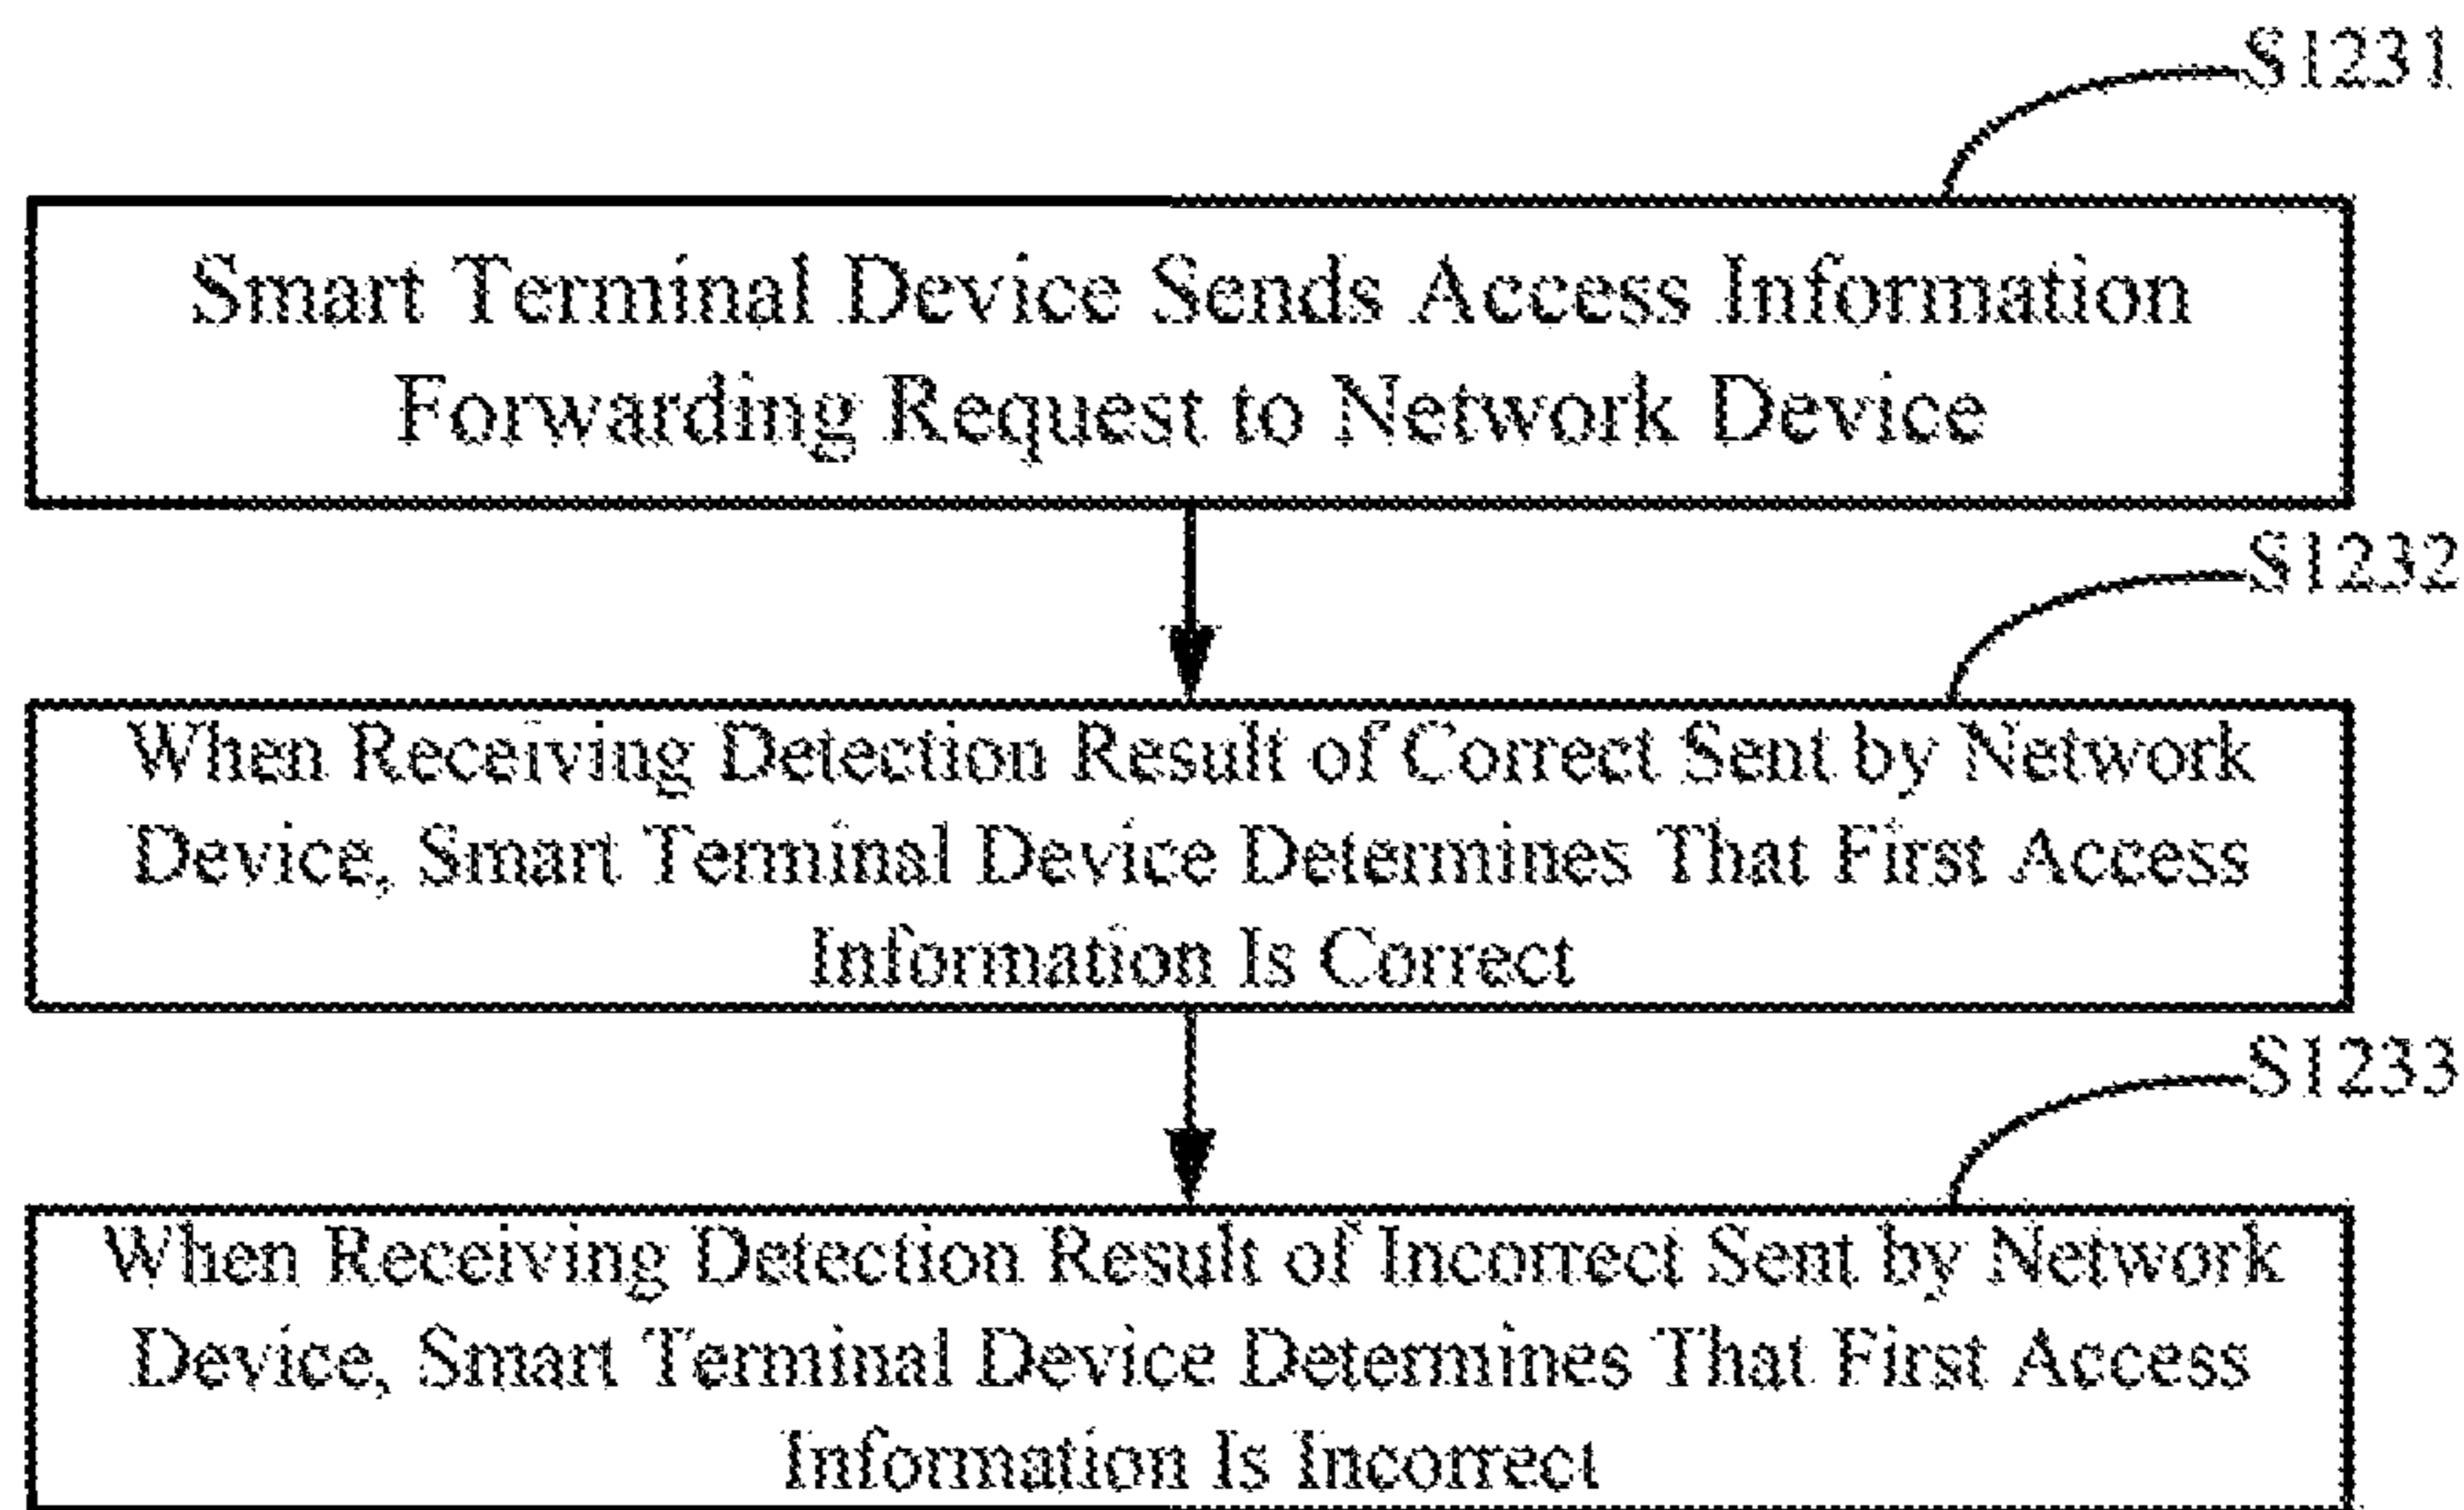 S1231
Smart Terminal Device Sends Access Information
Forwarding Request to Network Device
S1232
When Receiving Detection Result of Correct Sent by Network
Device, Smart Terminal Device Determines That First Access
Information Is Correct
S1233
When Receiving Detection Result of Incorrect Sent by Network
Device, Smart Terminal Device Determines That First Access
Information Is Incorrect